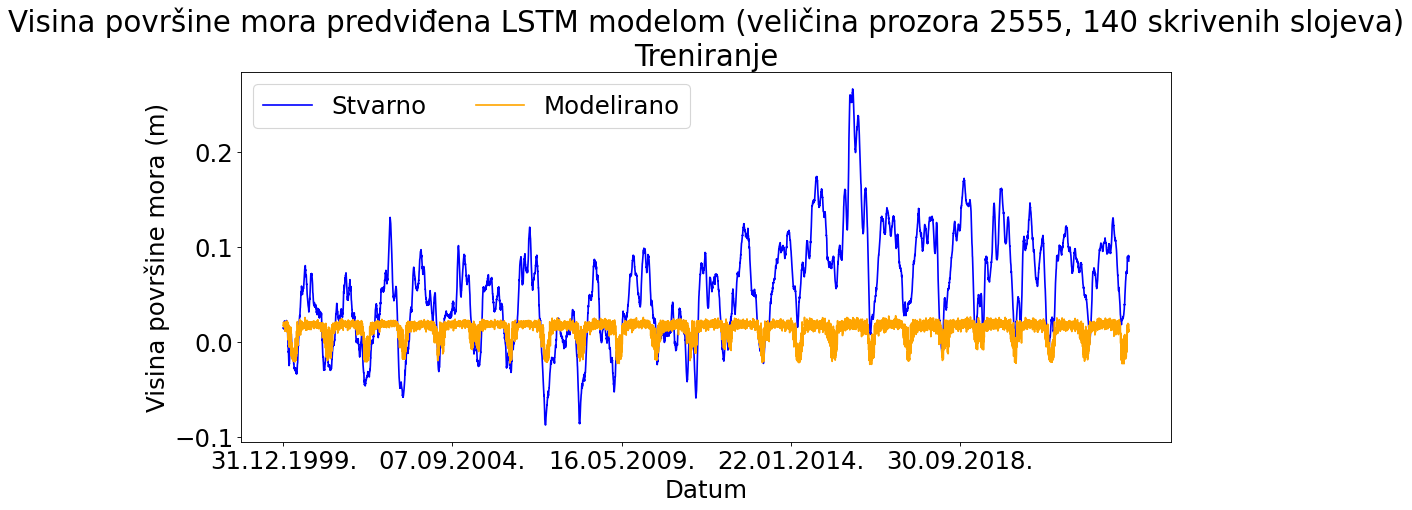 Visina površine mora predviđena LSTM modelom (veličina prozora 2555, 140 skrivenih slojeva)
Treniranje
Stvarno Modelirano
Visina površine mora (m)
0.2
0.1
0.0
−0.1
31.12.1999. 07.09.2004. 16.05.2009. 22.01.2014. 30.09.2018.
Datum